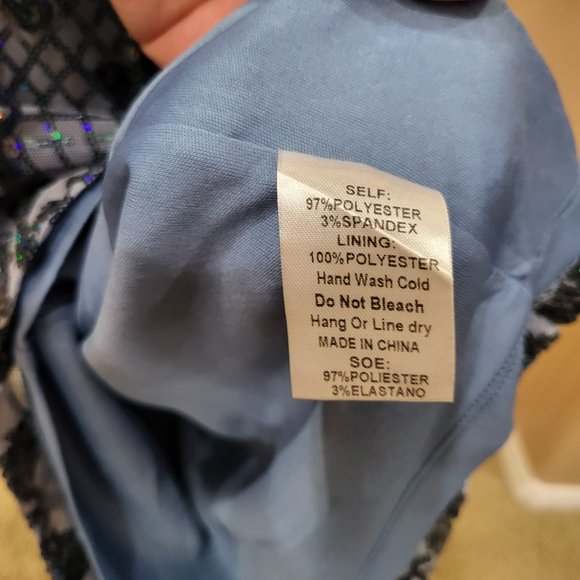 SELF:
97%POLYESTER
3%SPANDEX
LINING:
100%POLYESTER
Hand Wash Cold
Do Not Bleach
Hang Or Line dry
MADE IN CHINA
SOE:
97%POLIESTER
3%ELASTANO